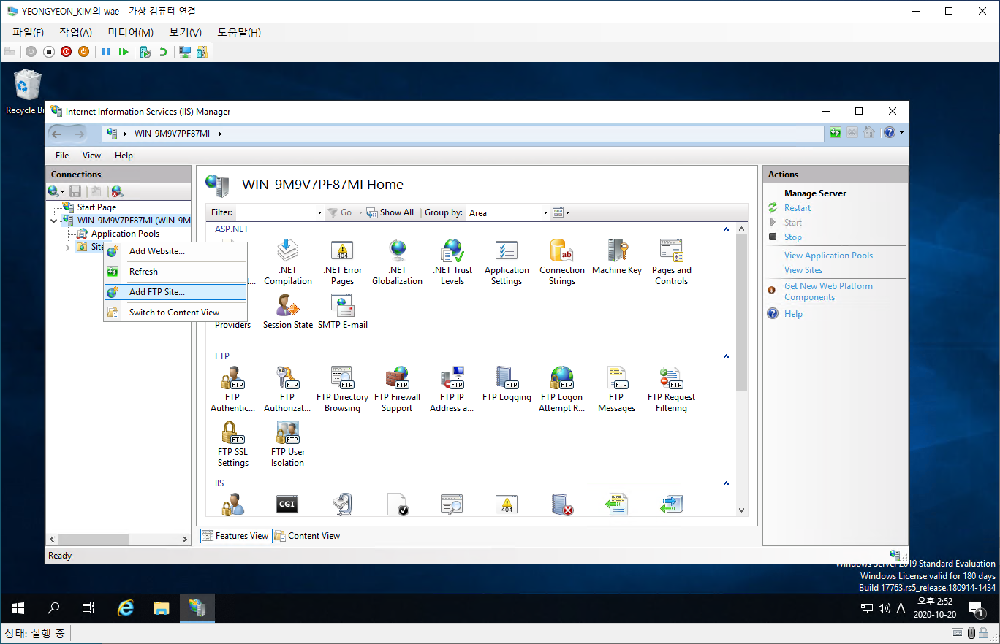 YEONGYEON_KIM의 wae - 가상 컴퓨터 연결
파일(F) 작업(A) 미디어(M) 보기(V) 도움말(H)
Recycle Bi
Internet Information Services (IIS) Manager
WIN-9M9V7PF87MI
File View Help
Connections
Start Page
WIN-9M9V7PF87MI (WIN-9M
Application Pools
Site
Add Website...
Refresh
Add FTP Site...
Switch to Content View
WIN-9M9V7PF87MI Home
Filter: Go Show All Group by: Area
ASP.NET
.NET Compilation
.NET Error Pages
.NET Globalization
.NET Trust Levels
Application Settings
Connection Strings
Machine Key
Pages and Controls
Providers
Session State
SMTP E-mail
FTP
FTP Authentic...
FTP Authorizat...
FTP Directory Browsing
FTP Firewall Support
FTP IP Address a...
FTP Logging
FTP Logon Attempt R...
FTP Messages
FTP Request Filtering
FTP SSL Settings
FTP User Isolation
IIS
CGI
404
Features View Content View
Actions
Manage Server
Restart
Start
Stop
View Application Pools
View Sites
Get New Web Platform
Components
Help
Ready
Windows Server 2019 Standard Evaluation
Windows License valid for 180 days
Build 17763.rs5_release.180914-1434
A
오후 2:52
2020-10-20
1
상태: 실행 중